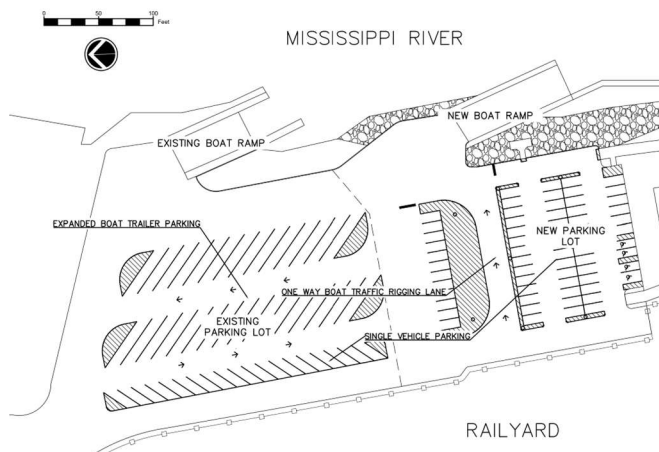 0 50 100
Feet
MISSISSIPPI RIVER
NEW BOAT RAMP
EXISTING BOAT RAMP
EXPANDED BOAT TRAILER PARKING
NEW PARKING
LOT
ONE WAY BOAT TRAFFIC RIGGING LANE
EXISTING
PARKING LOT
SINGLE VEHICLE PARKING
RAILYARD